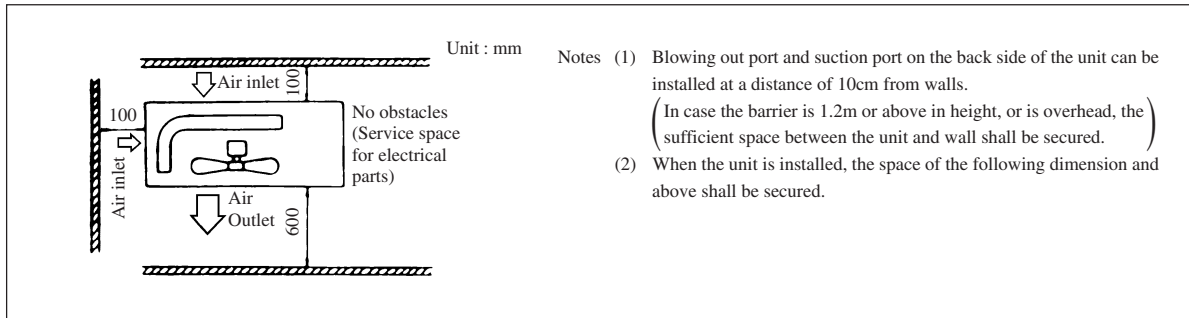 Unit : mm
Air inlet
100
100
Air inlet
No obstacles
(Service space
for electrical
parts)
Air
Outlet
600
Notes (1) Blowing out port and suction port on the back side of the unit can be
installed at a distance of 10cm from walls.
(In case the barrier is 1.2m or above in height, or is overhead, the
sufficient space between the unit and wall shall be secured.)
(2) When the unit is installed, the space of the following dimension and
above shall be secured.